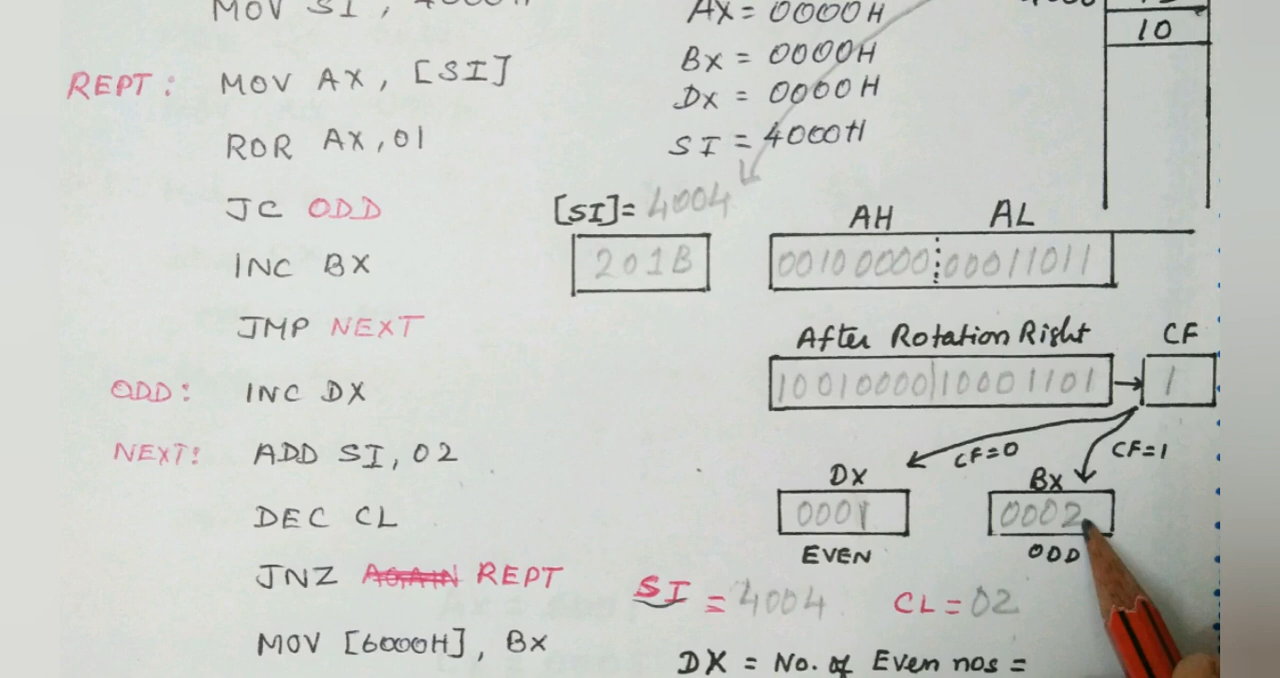 MOV SI, 4000H
REPT: MOV AX, [SI]
ROR AX, 01
JC ODD
INC BX
JMP NEXT
ODD: INC DX
NEXT: ADD SI, 02
DEC CL
JNZ AGAIN REPT
MOV [6000H], BX
AX = 0000H
BX = 0000H
DX = 0000H
SI = 4000H
10
[SI]= 4004
201B
AH AL
00100000 00011011
After Rotation Right CF
10010000 10001101 1
CF=0 CF=1
DX BX
0001 0002
EVEN ODD
SI = 4004 CL = 02
DX = No. of Even nos =